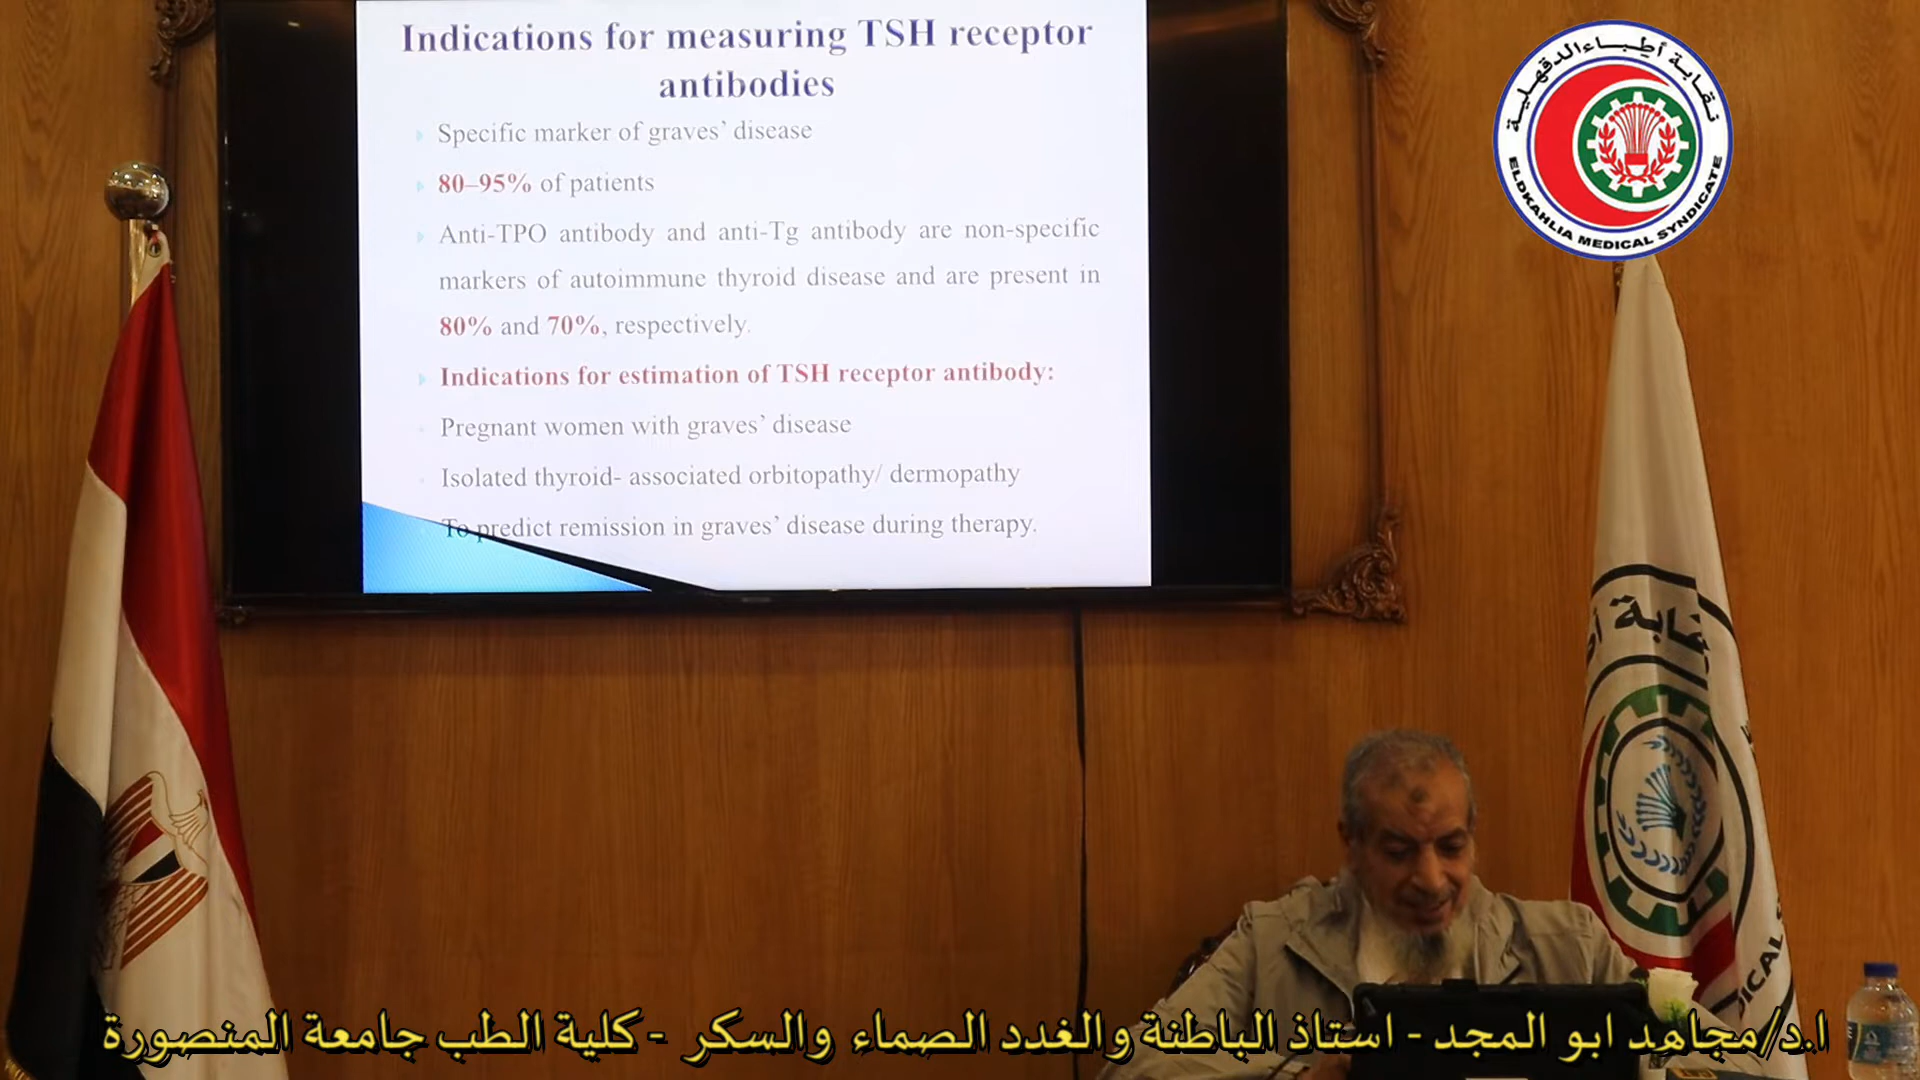 Indications for measuring TSH receptor
antibodies
Specific marker of graves’ disease
80–95% of patients
Anti-TPO antibody and anti-Tg antibody are non-specific
markers of autoimmune thyroid disease and are present in
80% and 70%, respectively.
Indications for estimation of TSH receptor antibody:
Pregnant women with graves’ disease
Isolated thyroid- associated orbitopathy/ dermopathy
To predict remission in graves’ disease during therapy.
نقابة أطباء الدقهلية
ELDKAHLIA MEDICAL SYNDICATE
نقابة أ
ICAL S
ا.د/مجاهد ابو المجد - استاذ الباطنة والغدد الصماء والسكر - كلية الطب جامعة المنصورة